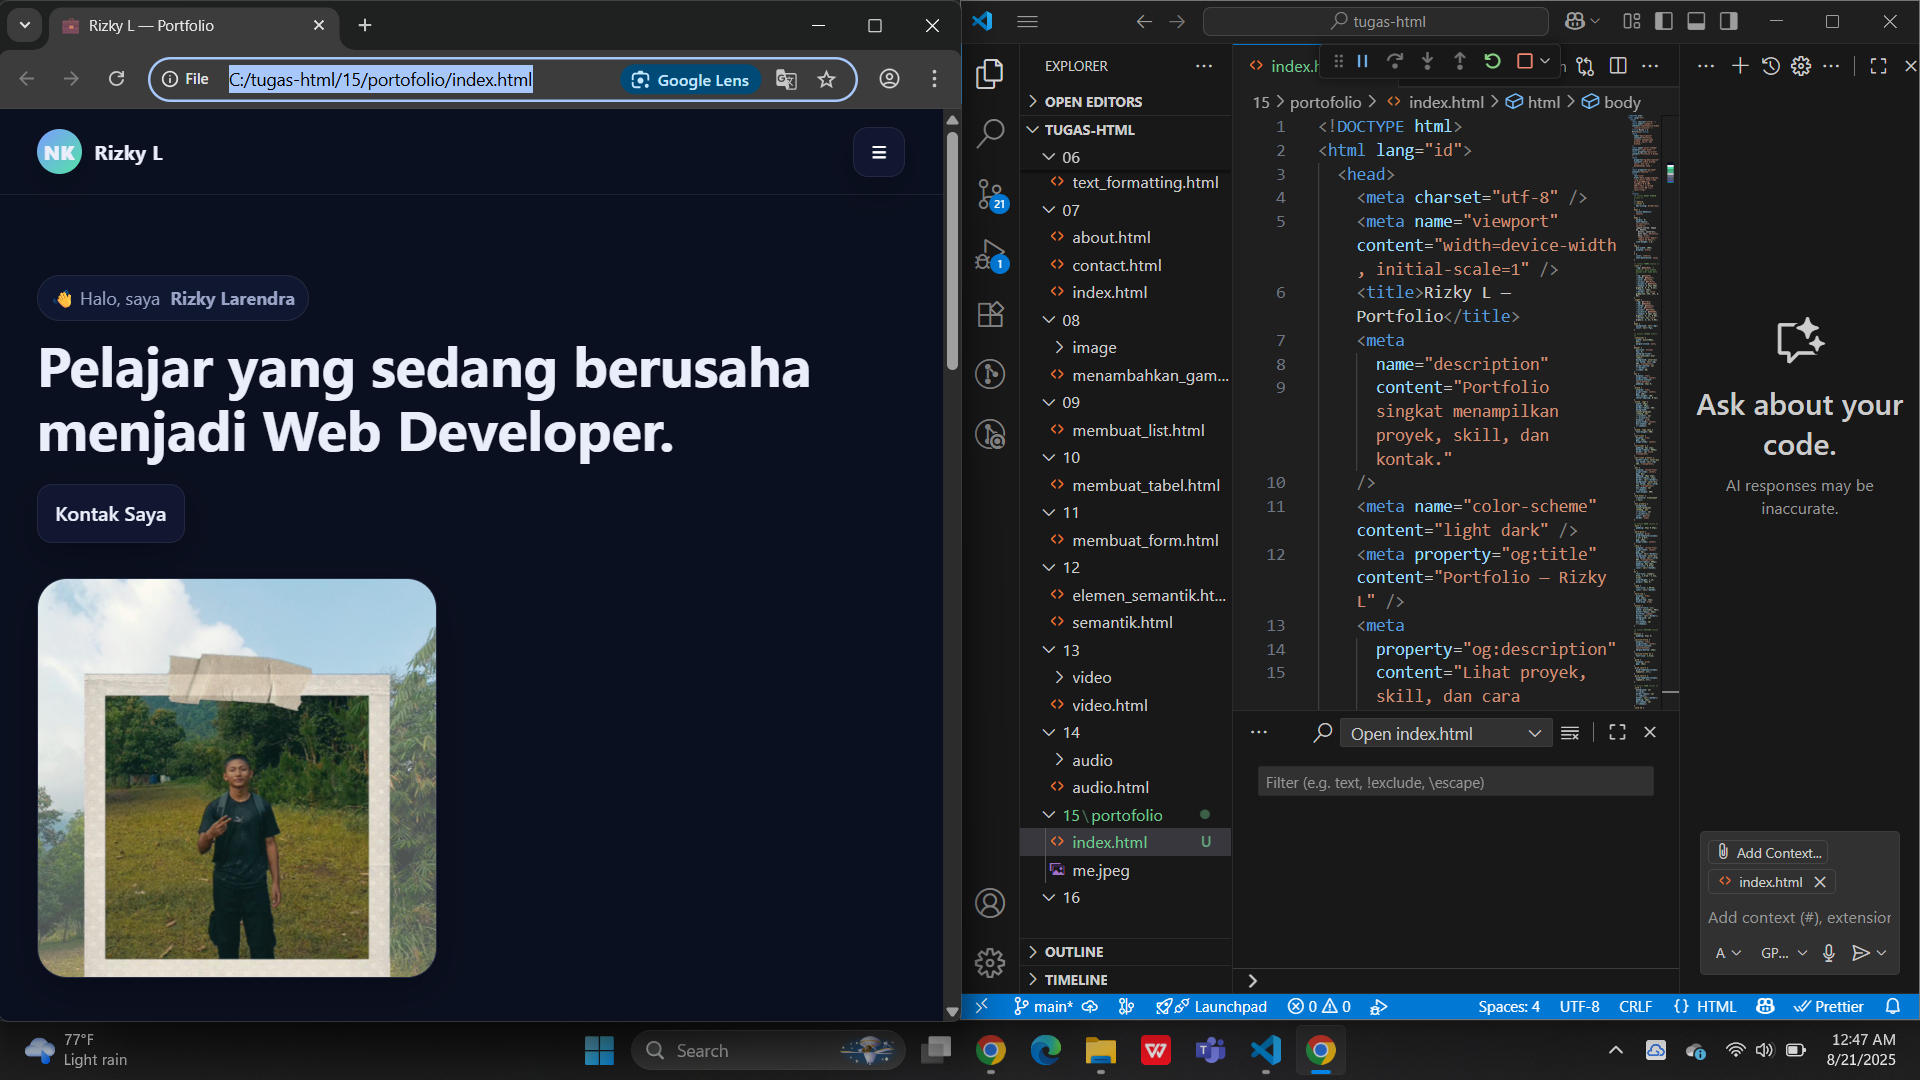 Rizky L — Portfolio
File
C:/tugas-html/15/portofolio/index.html
Google Lens
NK
Rizky L
👋 Halo, saya Rizky Larendra
Pelajar yang sedang berusaha
menjadi Web Developer.
Kontak Saya
tugas-html
EXPLORER
OPEN EDITORS
TUGAS-HTML
06
text_formatting.html
07
about.html
contact.html
index.html
08
image
menambahkan_gam...
09
membuat_list.html
10
membuat_tabel.html
11
membuat_form.html
12
elemen_semantik.ht...
semantik.html
13
video
video.html
14
audio
audio.html
15\portofolio
index.html U
me.jpeg
16
OUTLINE
TIMELINE
21
1
15 > portofolio > index.html > html > body
1 <!DOCTYPE html>
2 <html lang="id">
3 <head>
4 <meta charset="utf-8" />
5 <meta name="viewport"
content="width=device-width
, initial-scale=1" />
6 <title>Rizky L —
Portfolio</title>
7 <meta
8 name="description"
9 content="Portfolio
singkat menampilkan
proyek, skill, dan
kontak."
10 />
11 <meta name="color-scheme"
content="light dark" />
12 <meta property="og:title"
content="Portfolio — Rizky
L" />
13 <meta
14 property="og:description"
15 content="Lihat proyek,
skill, dan cara
Open index.html
Filter (e.g. text, !exclude, \escape)
Ask about your
code.
AI responses may be
inaccurate.
Add Context...
index.html
Add context (#), extension
A
GP...
main*
Launchpad
0 0
Spaces: 4
UTF-8
CRLF
{} HTML
Prettier
77°F
Light rain
Search
12:47 AM
8/21/2025